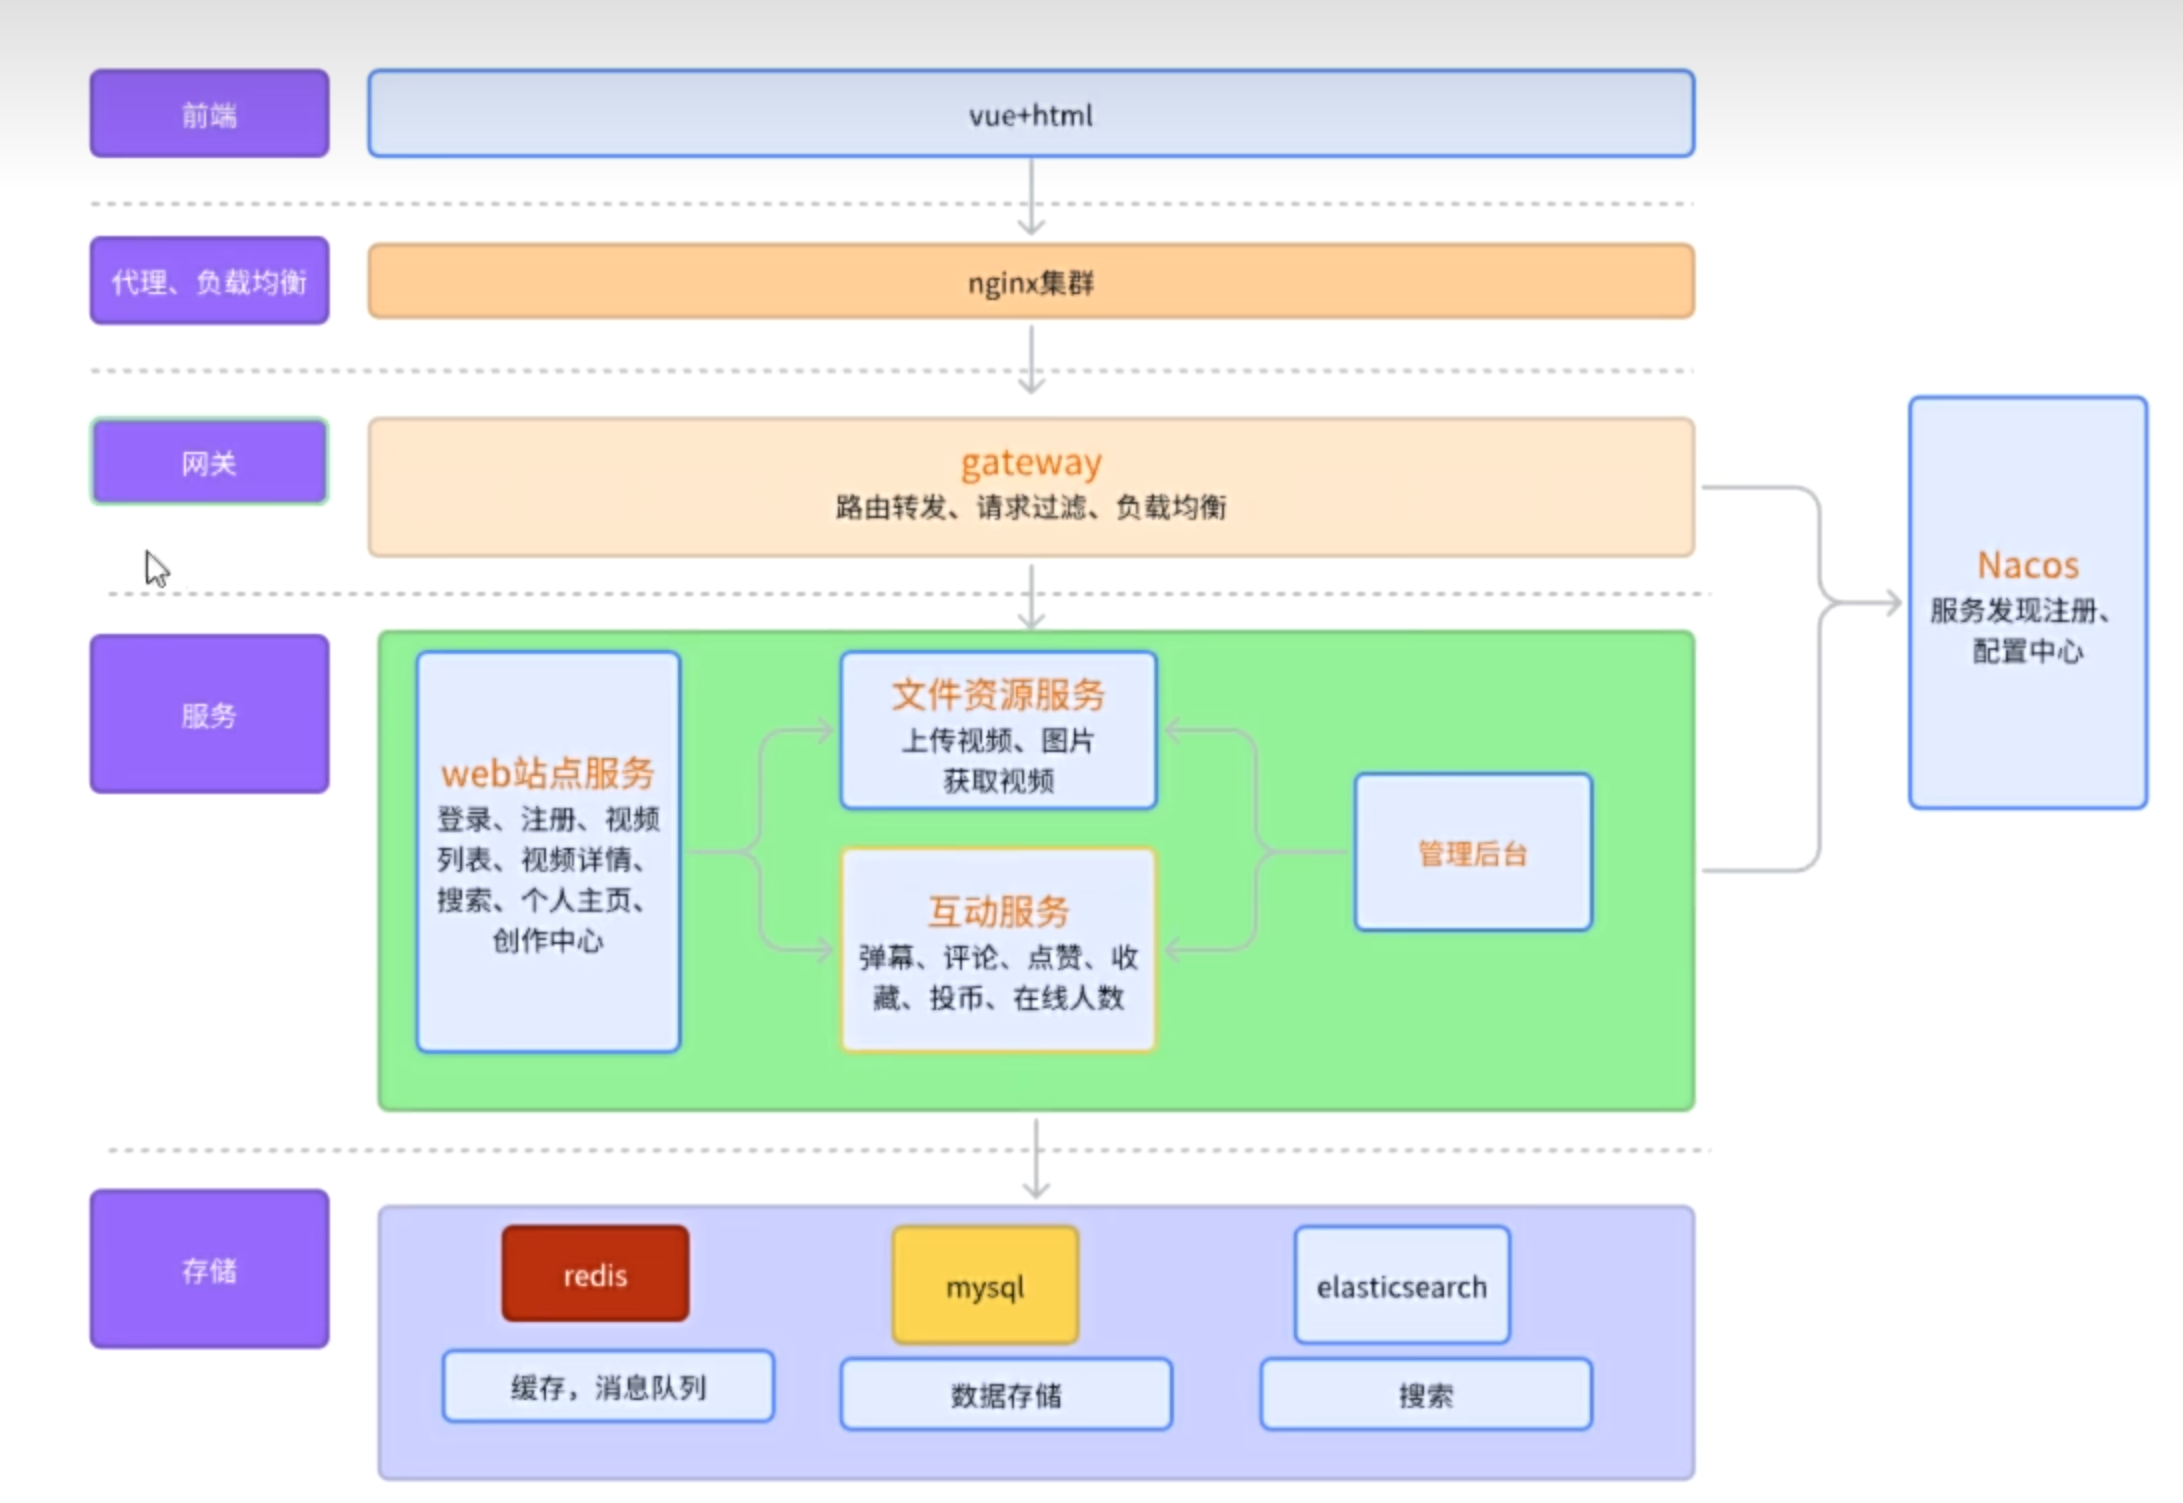 前端
vue+html
代理、负载均衡
nginx集群
网关
gateway
路由转发、请求过滤、负载均衡
Nacos
服务发现注册、
配置中心
服务
web站点服务
登录、注册、视频
列表、视频详情、
搜索、个人主页、
创作中心
文件资源服务
上传视频、图片
获取视频
互动服务
弹幕、评论、点赞、收
藏、投币、在线人数
管理后台
存储
redis
缓存，消息队列
mysql
数据存储
elasticsearch
搜索